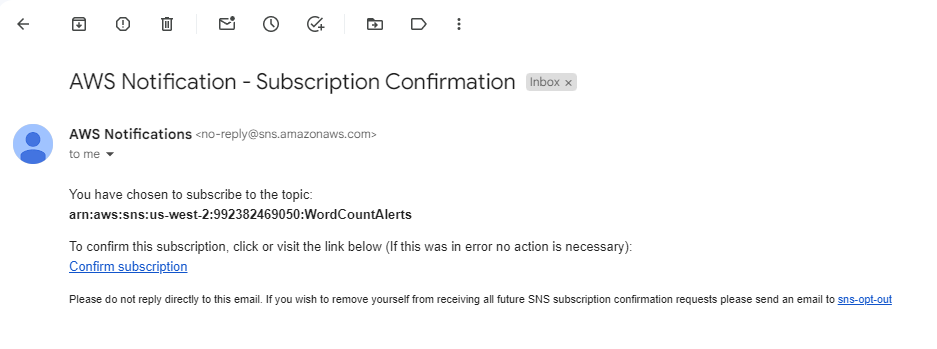 AWS Notification - Subscription Confirmation Inbox ×
AWS Notifications <no-reply@sns.amazonaws.com>
to me
You have chosen to subscribe to the topic:
arn:aws:sns:us-west-2:992382469050:WordCountAlerts
To confirm this subscription, click or visit the link below (If this was in error no action is necessary):
Confirm subscription
Please do not reply directly to this email. If you wish to remove yourself from receiving all future SNS subscription confirmation requests please send an email to sns-opt-out